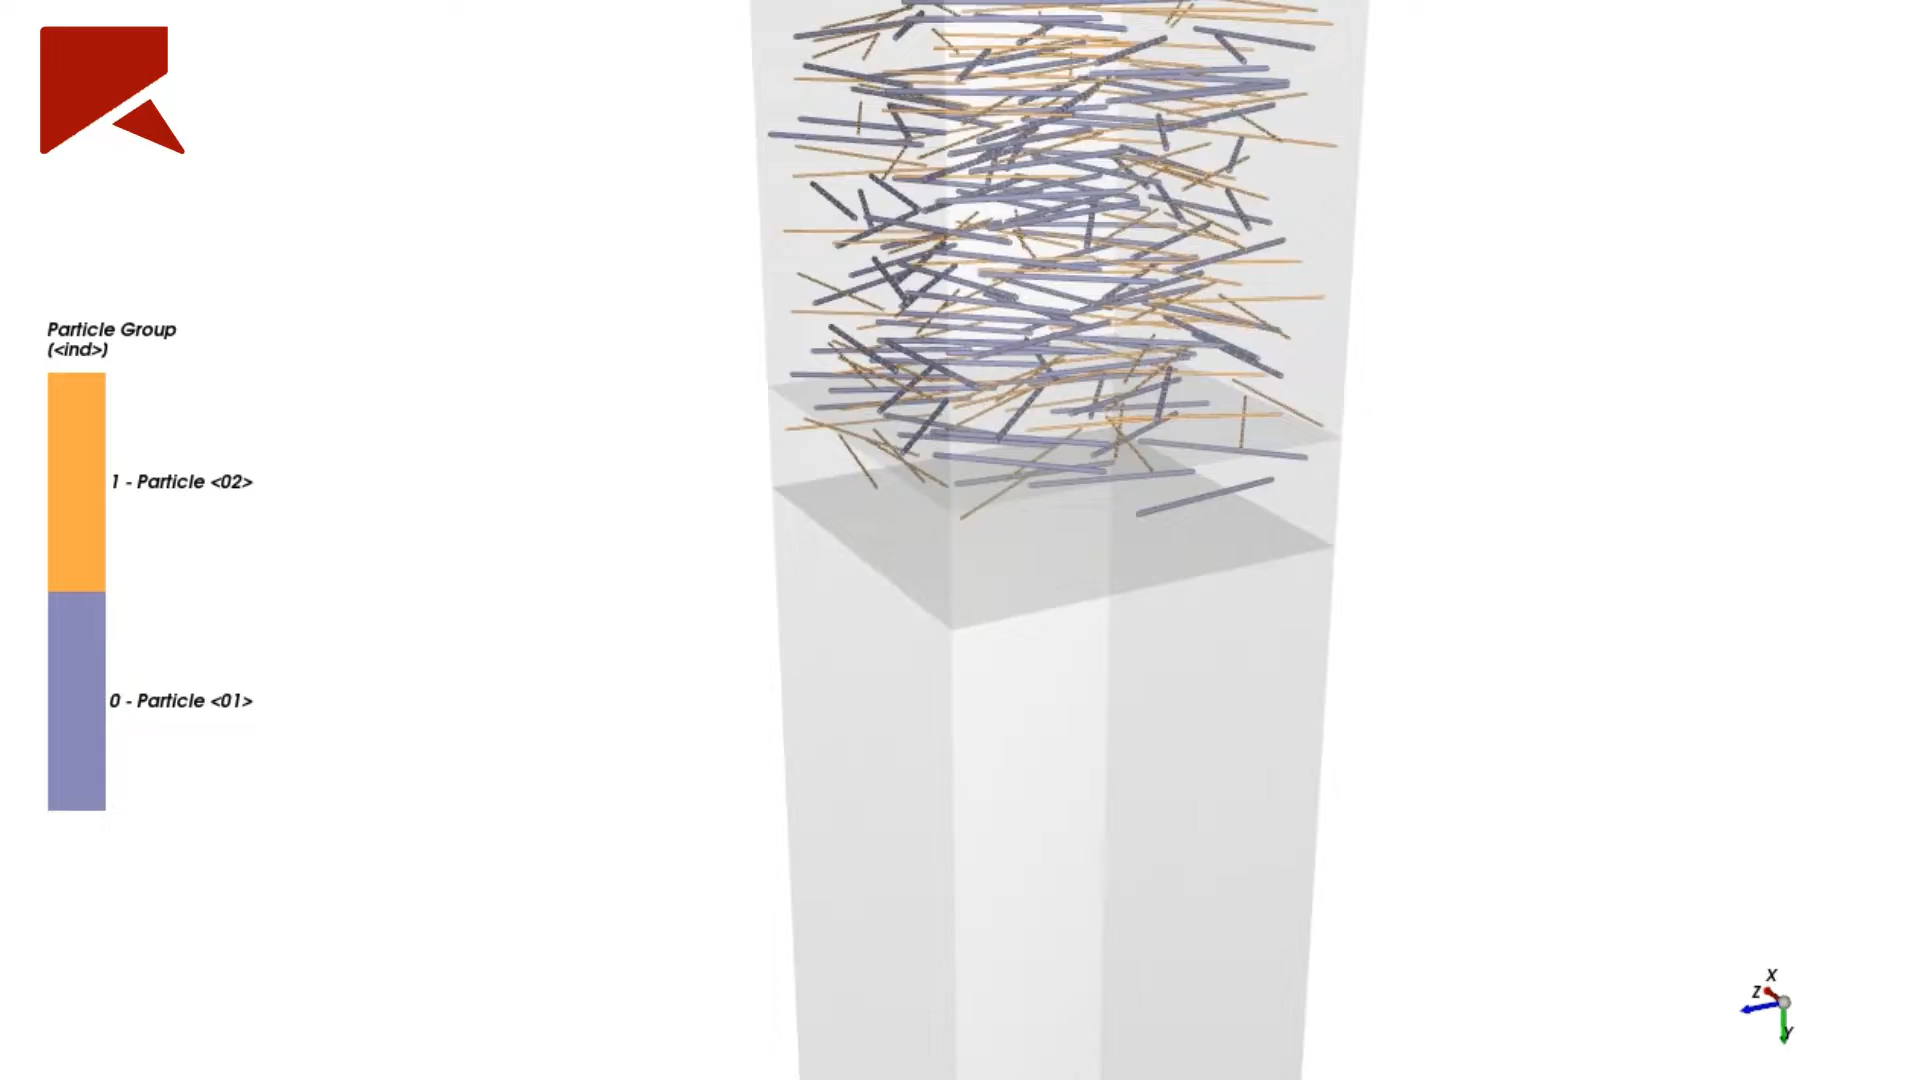 Particle Group
(<ind>)
1 - Particle <02>
0 - Particle <01>
X
Z
Y